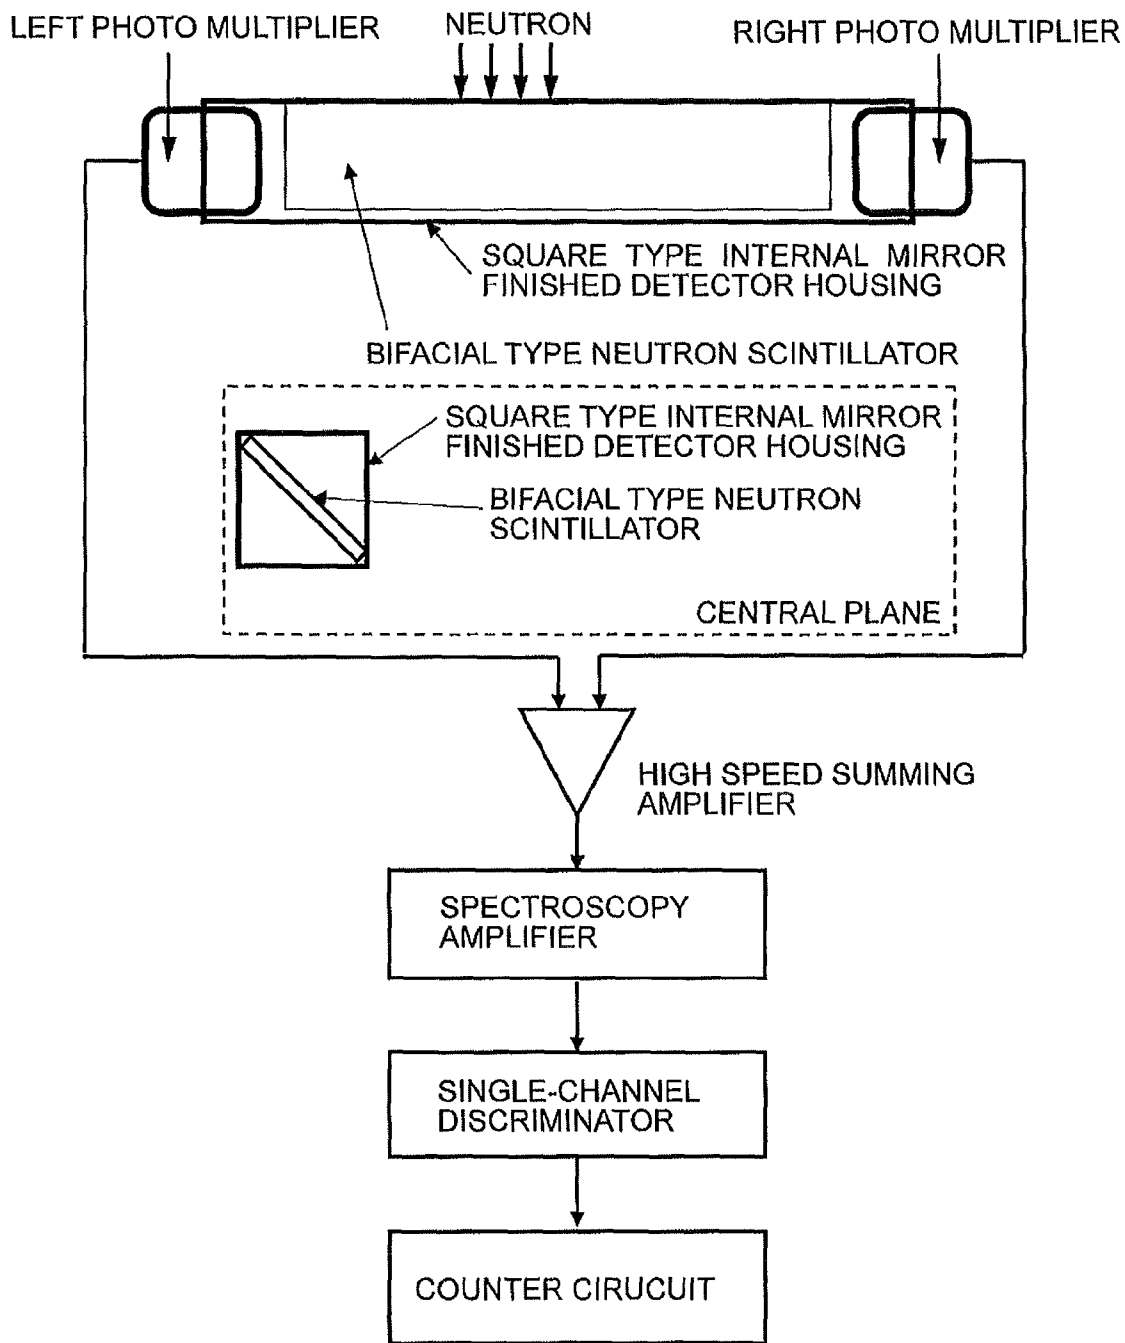 LEFT PHOTO MULTIPLIER
NEUTRON
RIGHT PHOTO MULTIPLIER
SQUARE TYPE INTERNAL MIRROR
FINISHED DETECTOR HOUSING
BIFACIAL TYPE NEUTRON SCINTILLATOR
SQUARE TYPE INTERNAL MIRROR
FINISHED DETECTOR HOUSING
BIFACIAL TYPE NEUTRON
SCINTILLATOR
CENTRAL PLANE
HIGH SPEED SUMMING
AMPLIFIER
SPECTROSCOPY
AMPLIFIER
SINGLE-CHANNEL
DISCRIMINATOR
COUNTER CIRUCUIT